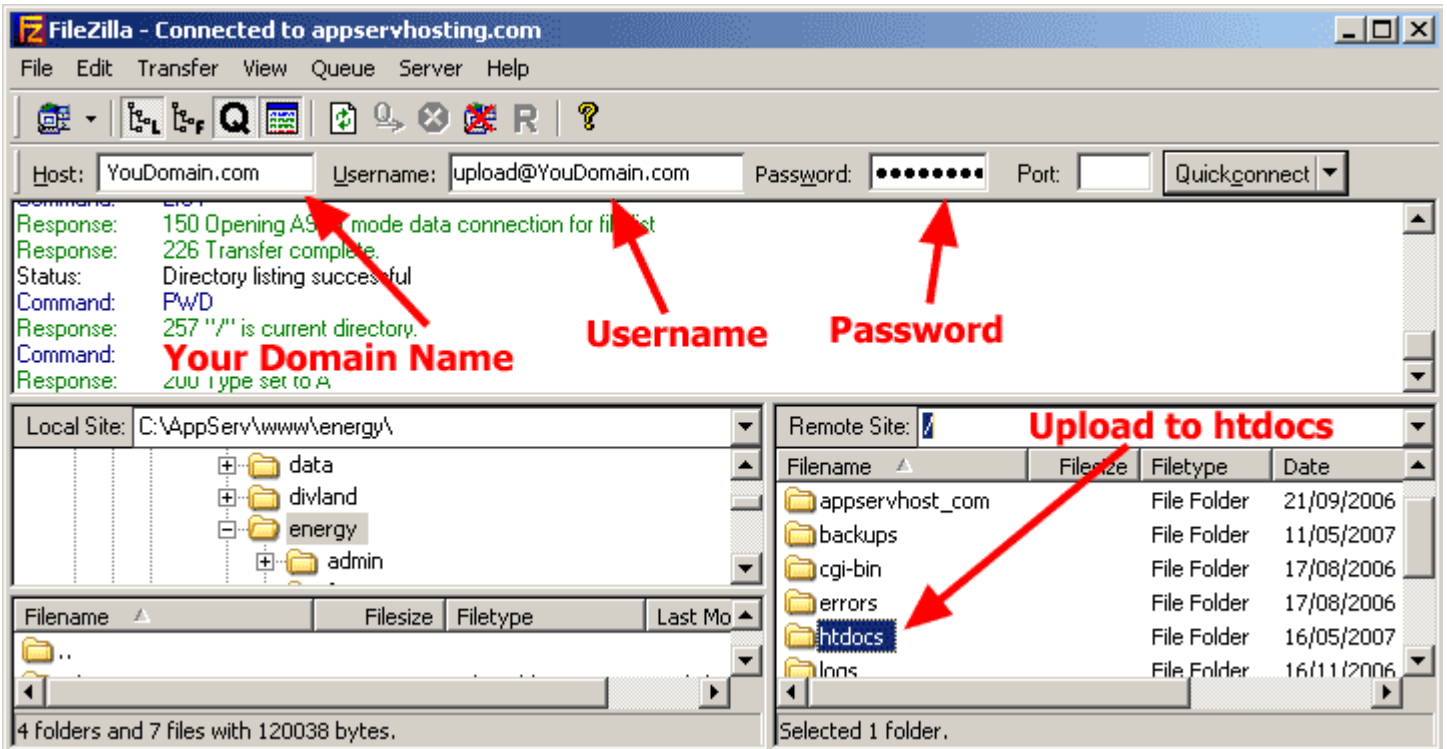 FileZilla - Connected to appservhosting.com
File Edit Transfer View Queue Server Help
Host: YouDomain.com Username: upload@YouDomain.com Password: ●●●●●●●● Port: Quickconnect
Response: 150 Opening mode data connection for list
Response: 226 Transfer complete.
Status: Directory listing successful
Command: PWD
Response: 257 "/" is current directory.
Command:
Response: 200 Type set to A
Your Domain Name
Username
Password
Local Site: C:\AppServ\www\energy\
data
divland
energy
admin
Filename Filesize Filetype Last Mo
..
4 folders and 7 files with 120038 bytes.
Remote Site: /
Upload to htdocs
Filename Filesize Filetype Date
appservhost_com File Folder 21/09/2006
backups File Folder 11/05/2007
cgi-bin File Folder 17/08/2006
errors File Folder 17/08/2006
htdocs File Folder 16/05/2007
logs File Folder 16/11/2006
Selected 1 folder.